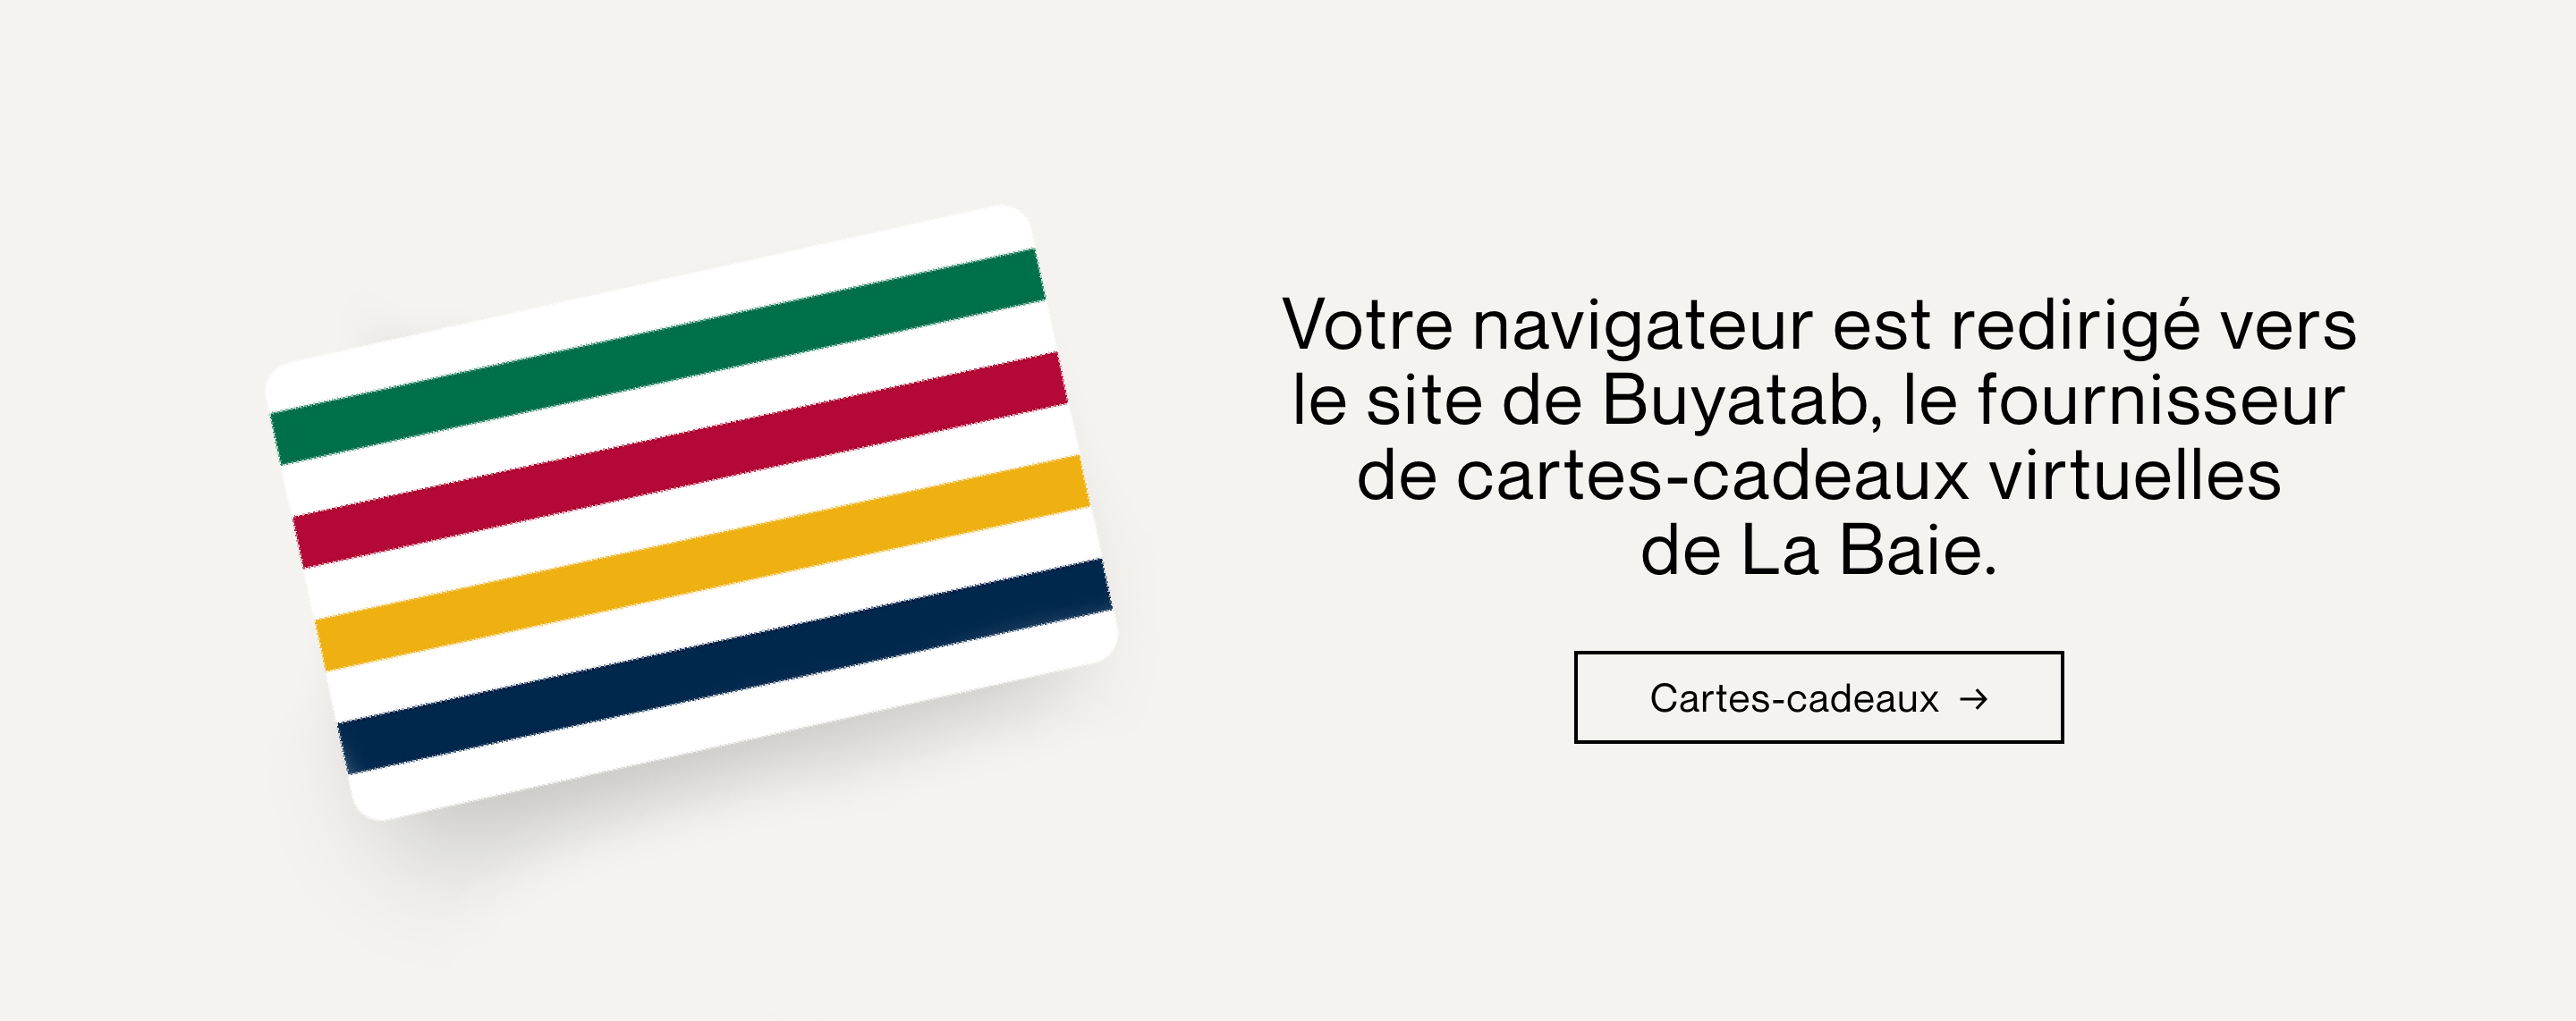 Votre navigateur est redirigé vers
le site de Buyatab, le fournisseur
de cartes-cadeaux virtuelles
de La Baie.
Cartes-cadeaux →